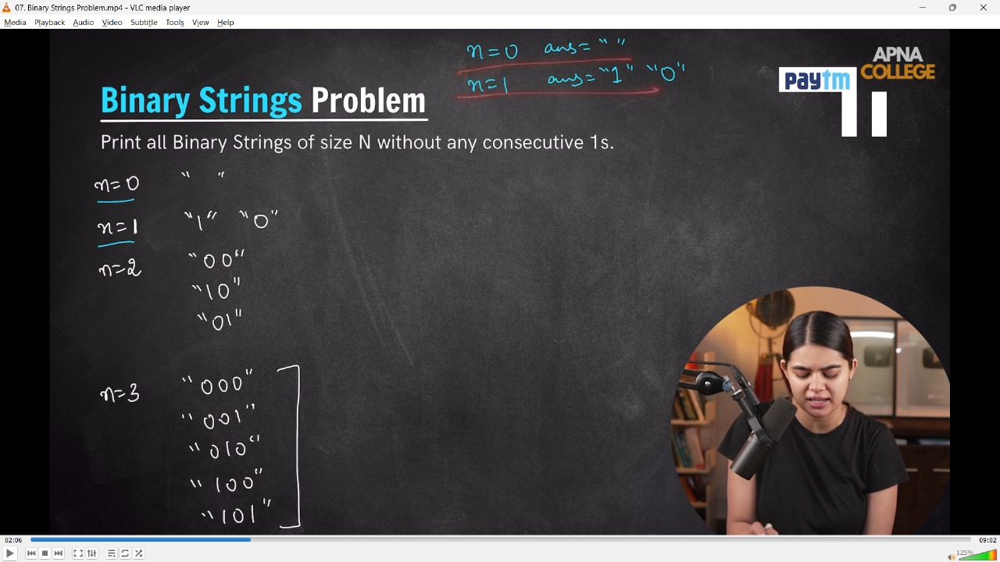 07. Binary Strings Problem.mp4 - VLC media player
Media Playback Audio Video Subtitle Tools View Help
n=0 ans= " "
n=1 ans= "1" "0"
APNA
COLLEGE
paytm
Binary Strings Problem
Print all Binary Strings of size N without any consecutive 1s.
n=0 " "
n=1 "1" "0"
n=2 "00"
"10"
"01"
n=3 "000"
"001"
"010"
"100"
"101"
02:06 09:02
125%